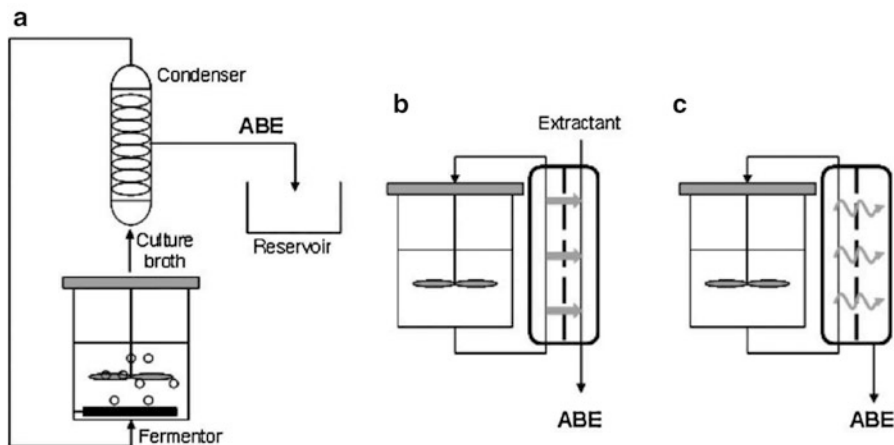 a
Condenser
ABE
Reservoir
Culture
broth
Fermentor
b
Extractant
ABE
c
ABE